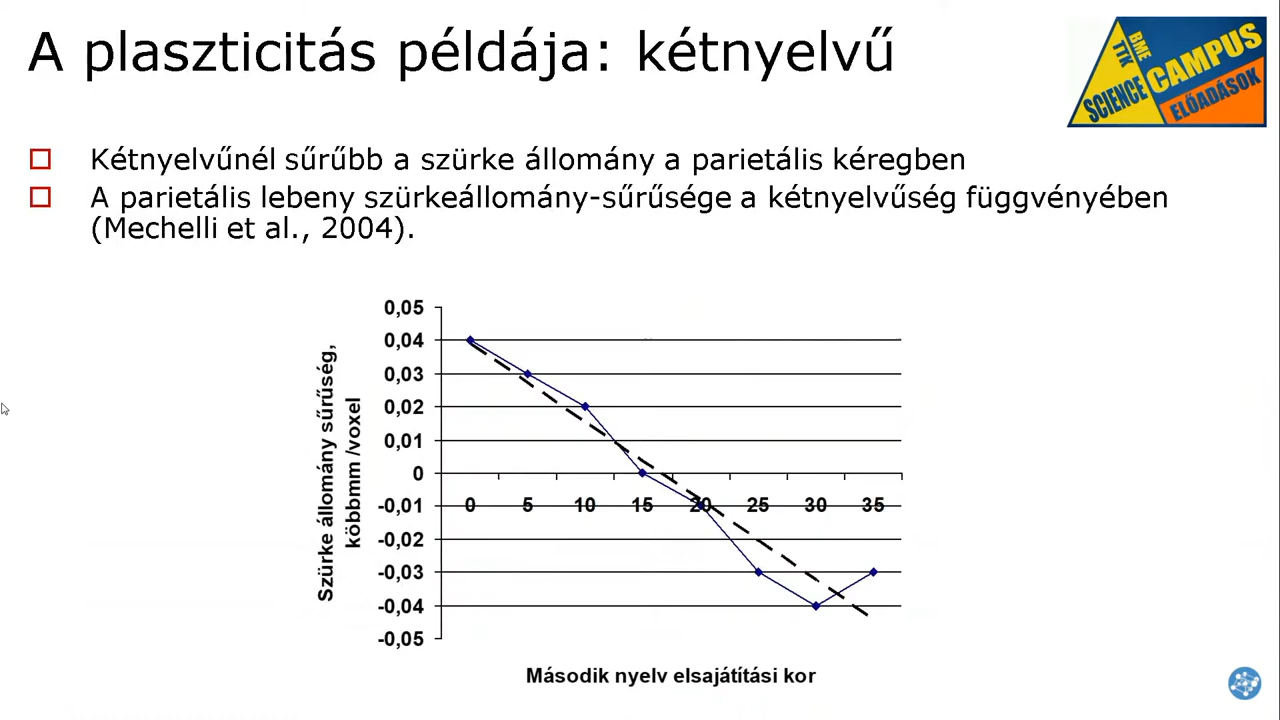 A plaszticitás példája: kétnyelvű
BME
TTK
SCIENCE
CAMPUS
ELŐADÁSOK
Kétnyelvűnél sűrűbb a szürke állomány a parietális kéregben
A parietális lebeny szürkeállomány-sűrűsége a kétnyelvűség függvényében
(Mechelli et al., 2004).
Szürke állomány sűrűség,
köbbmm /voxel
0,05
0,04
0,03
0,02
0,01
0
-0,01
-0,02
-0,03
-0,04
-0,05
0 5 10 15 20 25 30 35
Második nyelv elsajátítási kor